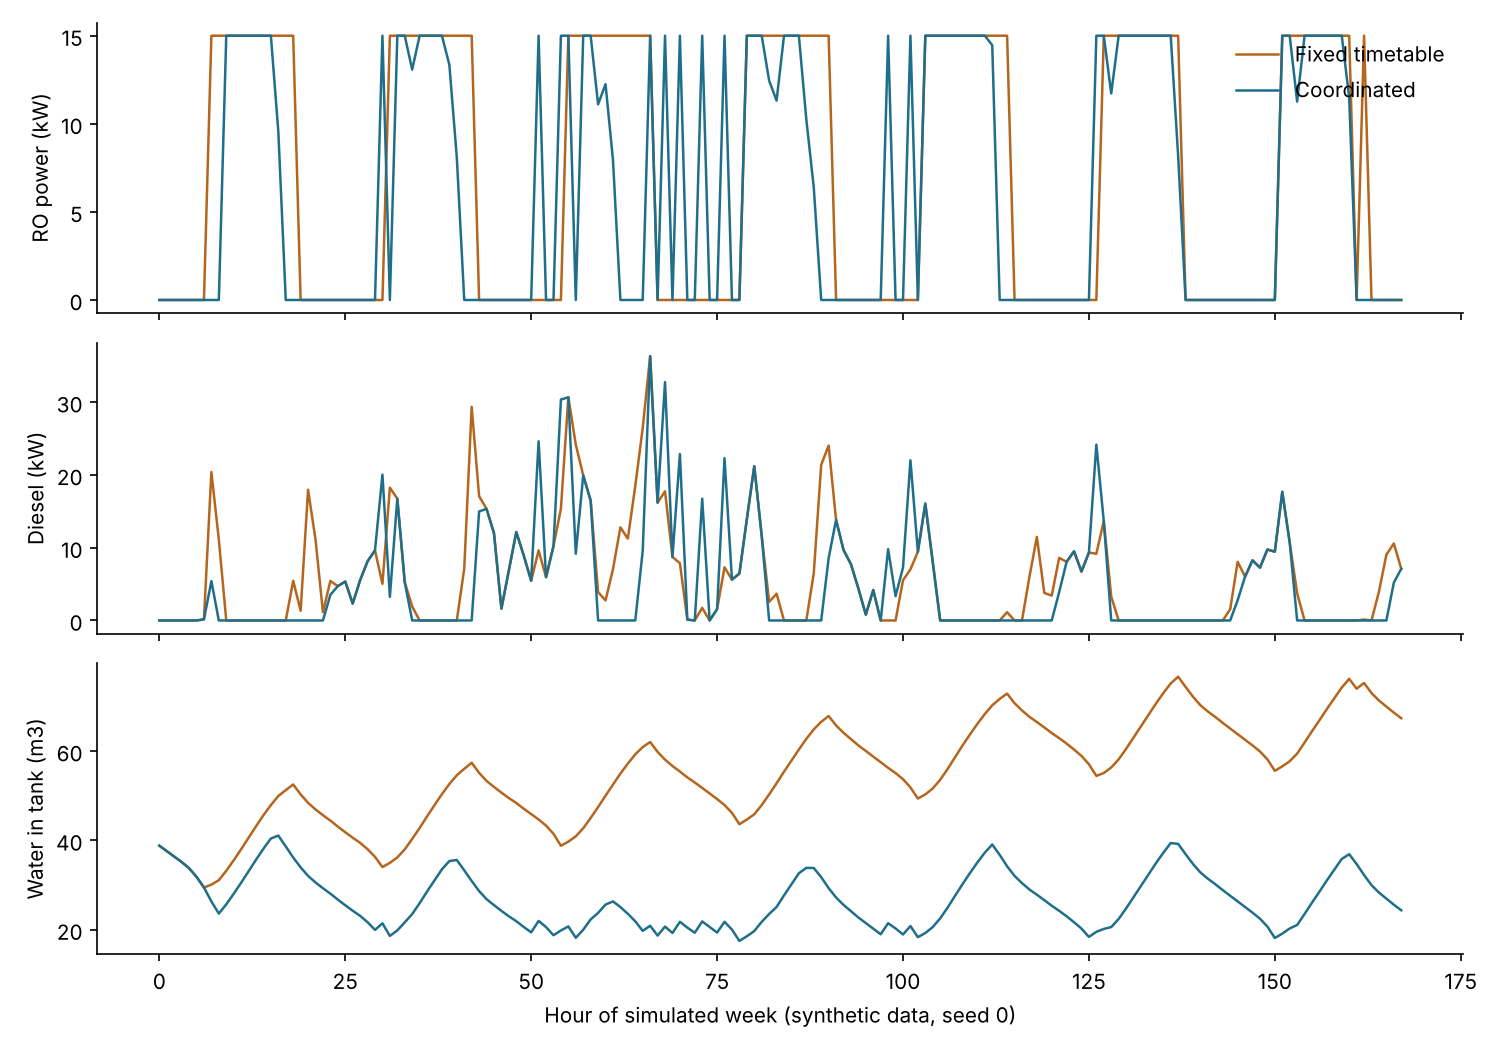 15
10
5
0
RO power (kW)
Fixed timetable
Coordinated
30
20
10
0
Diesel (kW)
60
40
20
Water in tank (m3)
0 25 50 75 100 125 150 175
Hour of simulated week (synthetic data, seed 0)